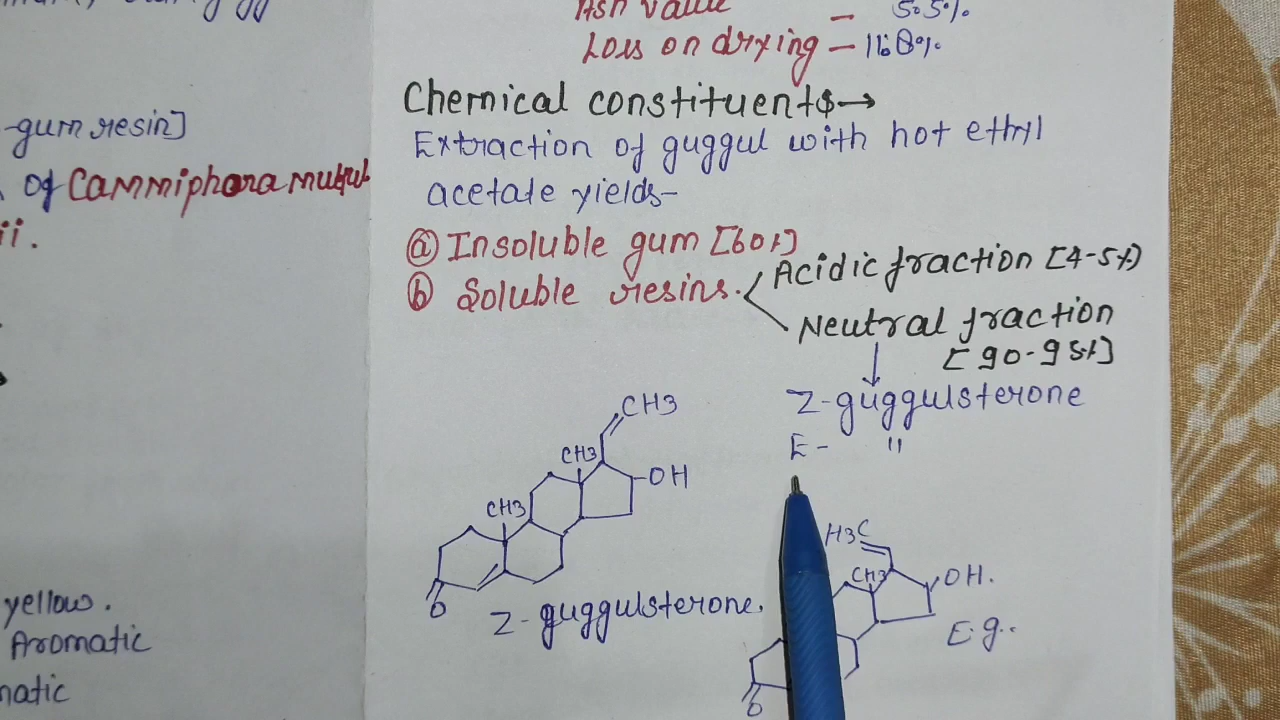 -gum resin]
of Cammiphora mukul
ii.
yellow.
Aromatic
matic
Ash value – 5.5%
Loss on drying – 11.8%
Chemical constituents→
Extraction of guggul with hot ethyl
acetate yields-
ⓐ Insoluble gum [60%]
ⓑ Soluble resins.
Acidic fraction [4-5%)
Neutral fraction
[90-95%]
Z-guggulsterone
E- "
CH3
CH3
OH
CH3
O
Z-guggulsterone.
H3C
CH3
OH.
E.g..
O